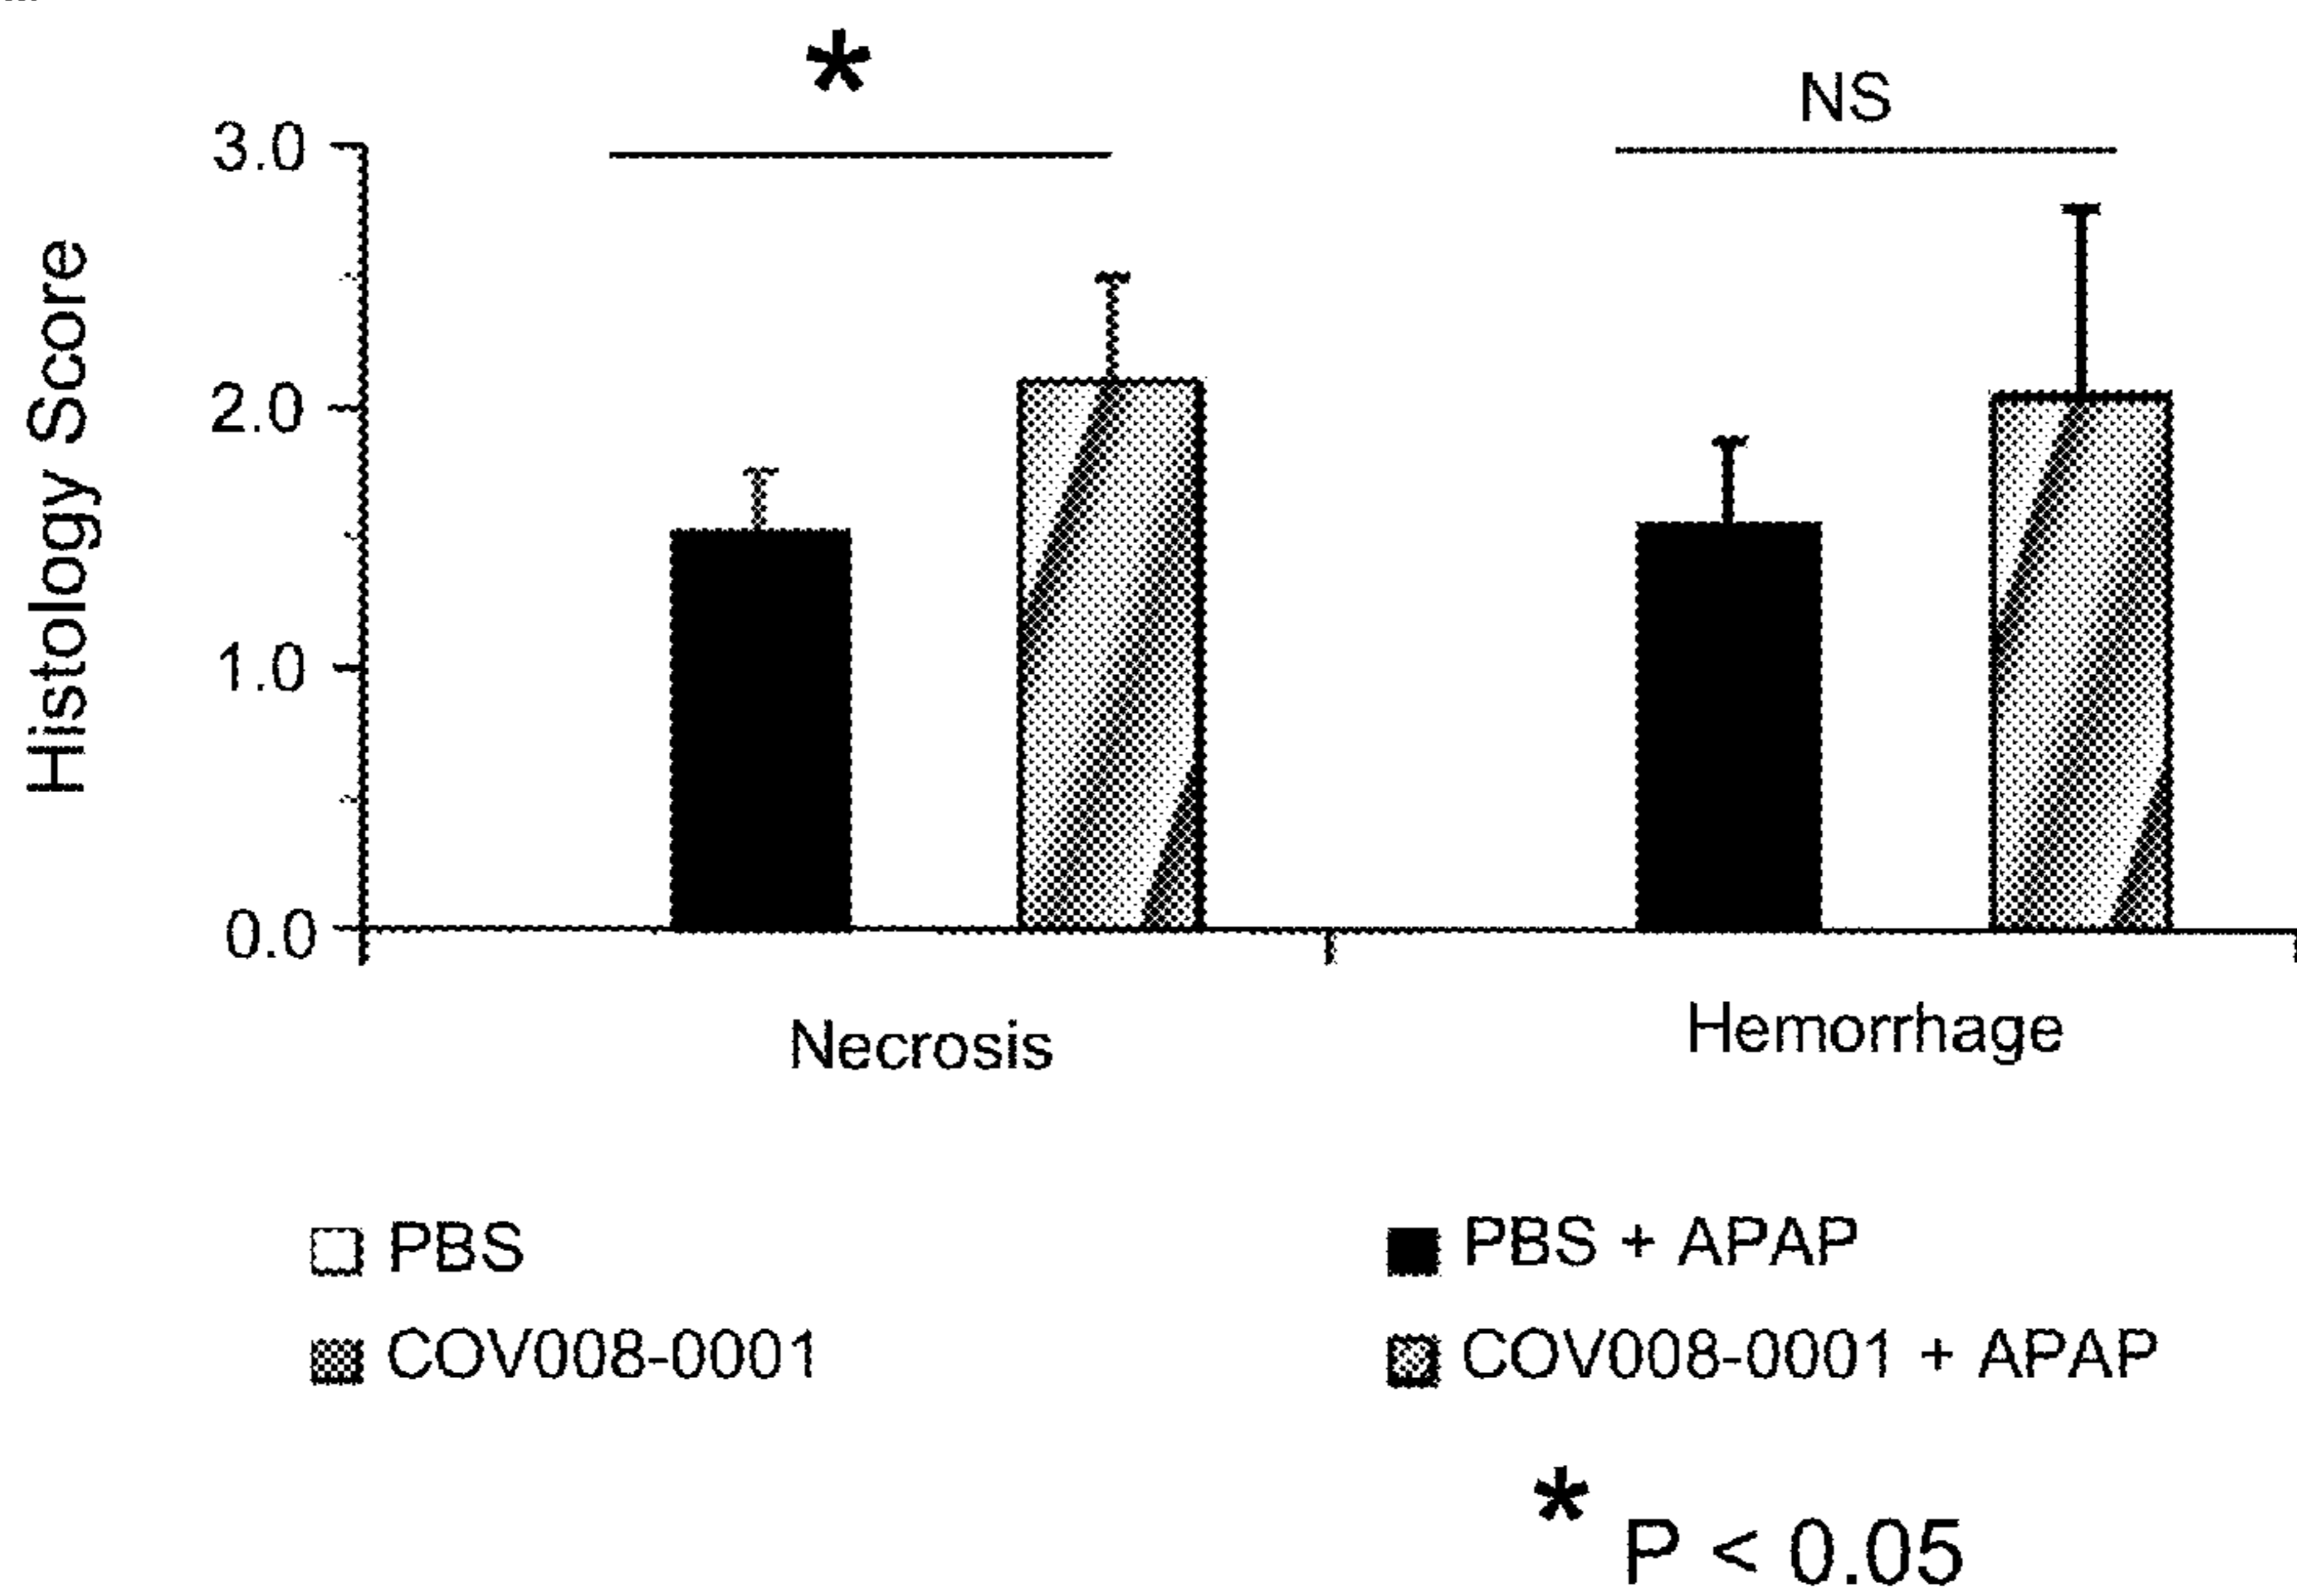 *
NS
3.0
2.0
1.0
0.0
Histology Score
Necrosis
Hemorrhage
PBS
PBS + APAP
COV008-0001
COV008-0001 + APAP
* P < 0.05